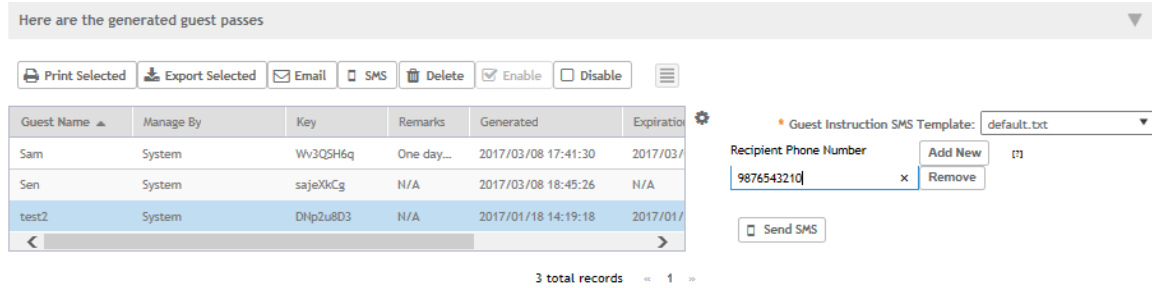 Here are the generated guest passes
Print Selected Export Selected Email SMS Delete Enable Disable
Guest Name Manage By Key Remarks Generated Expiration
Sam System Wv3QSH6q One day... 2017/03/08 17:41:30 2017/03/
Sen System sajeXkCg N/A 2017/03/08 18:45:26 N/A
test2 System DNp2u8D3 N/A 2017/01/18 14:19:18 2017/01/
3 total records « 1 »
* Guest Instruction SMS Template: default.txt
Recipient Phone Number Add New [?]
9876543210 × Remove
Send SMS